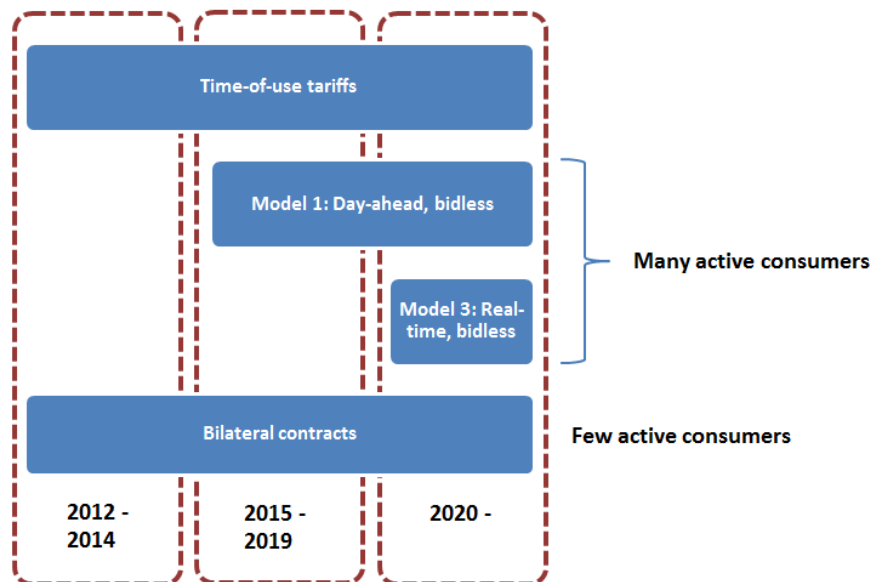 Time-of-use tariffs
Model 1: Day-ahead, bidless
Many active consumers
Model 3: Real-
time, bidless
Bilateral contracts
Few active consumers
2012 -
2014
2015 -
2019
2020 -